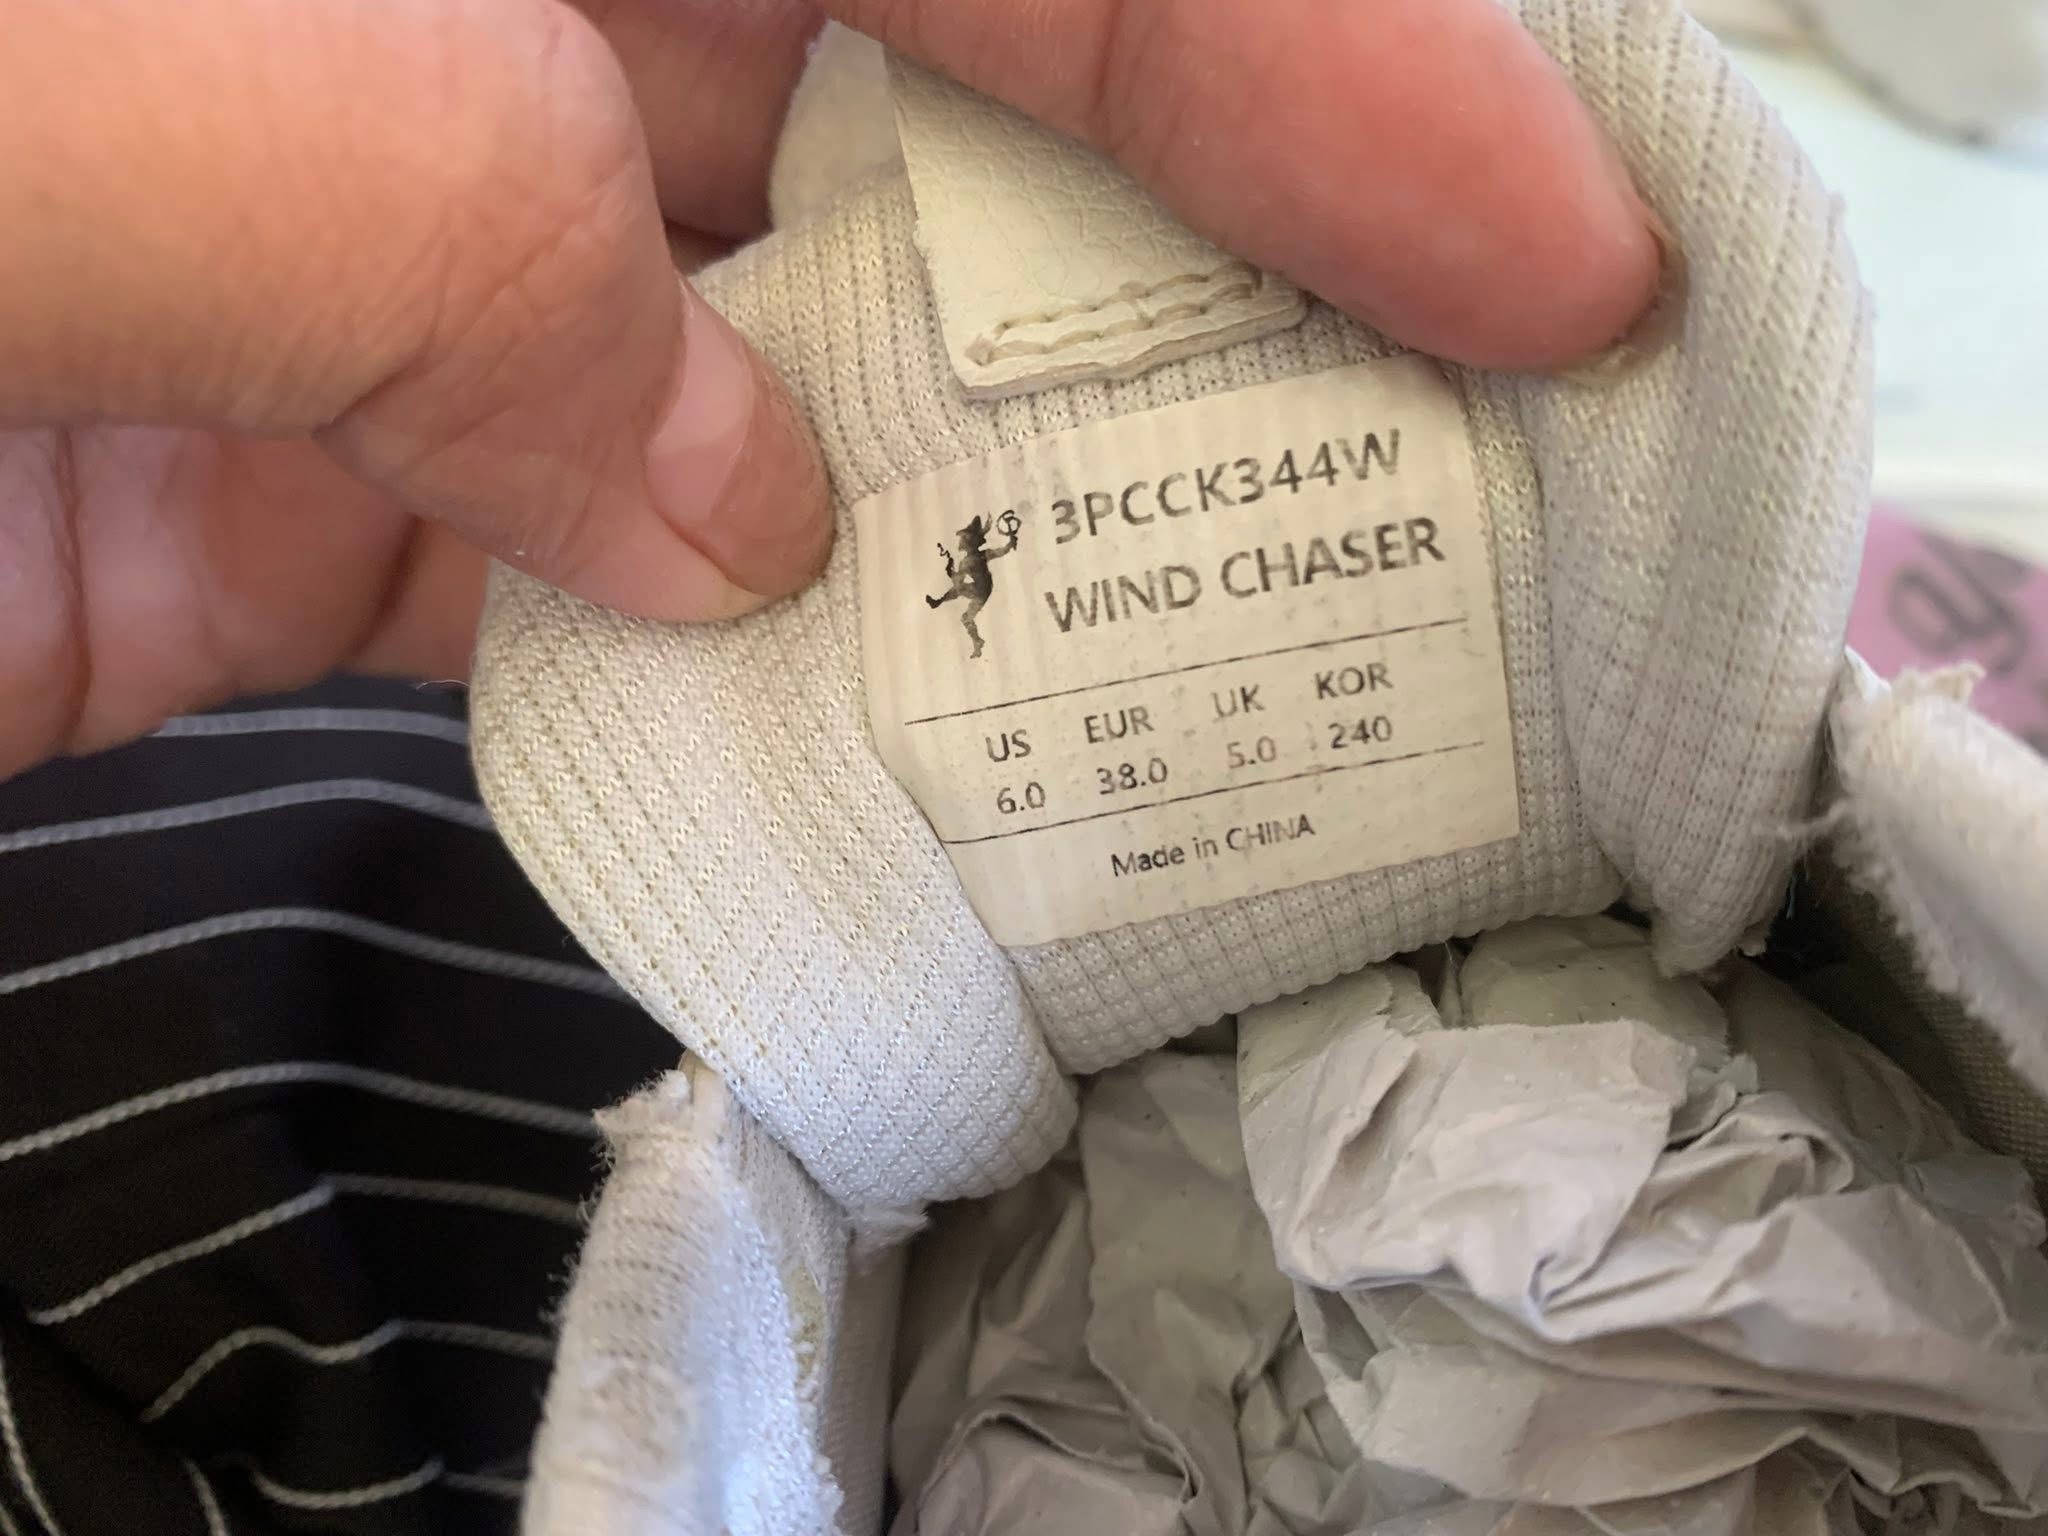 3PCCK344W
WIND CHASER
US EUR UK KOR
6.0 38.0 5.0 240
Made in CHINA